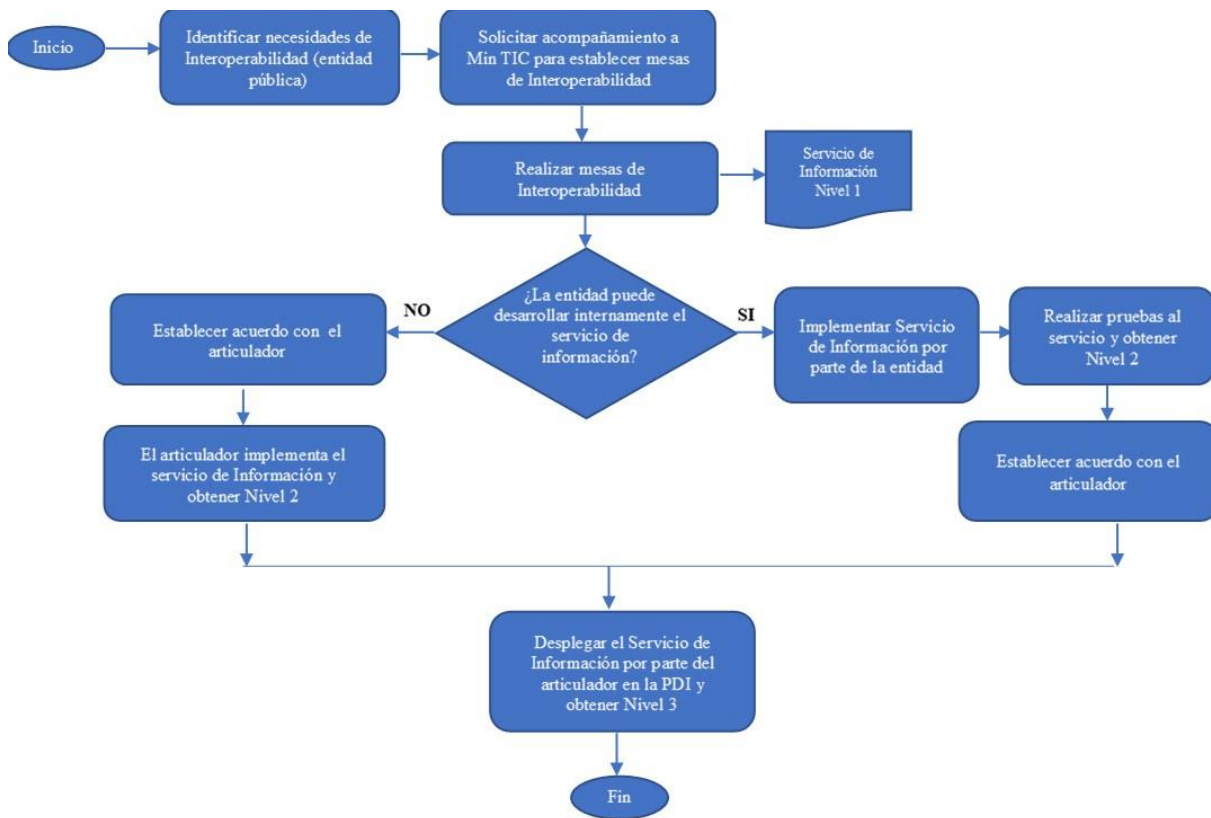 Inicio
Identificar necesidades de
Interoperabilidad (entidad
pública)
Solicitar acompañamiento a
Min TIC para establecer mesas
de Interoperabilidad
Realizar mesas de
Interoperabilidad
Servicio de
Información
Nivel 1
¿La entidad puede
desarrollar internamente el
servicio de
información?
NO
SI
Establecer acuerdo con el
articulador
El articulador implementa el
servicio de Información y
obtener Nivel 2
Implementar Servicio
de Información por
parte de la entidad
Realizar pruebas al
servicio y obtener
Nivel 2
Establecer acuerdo con el
articulador
Desplegar el Servicio de
Información por parte del
articulador en la PDI y
obtener Nivel 3
Fin